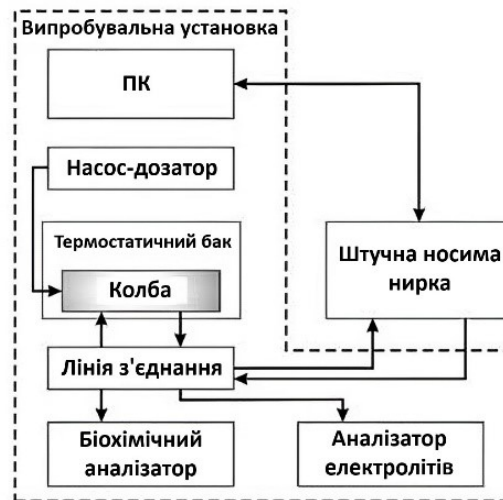 Випробувальна установка
ПК
Насос-дозатор
Термостатичний бак
Колба
Штучна носима
нирка
Лінія з'єднання
Біохімічний
аналізатор
Аналізатор
електролітів